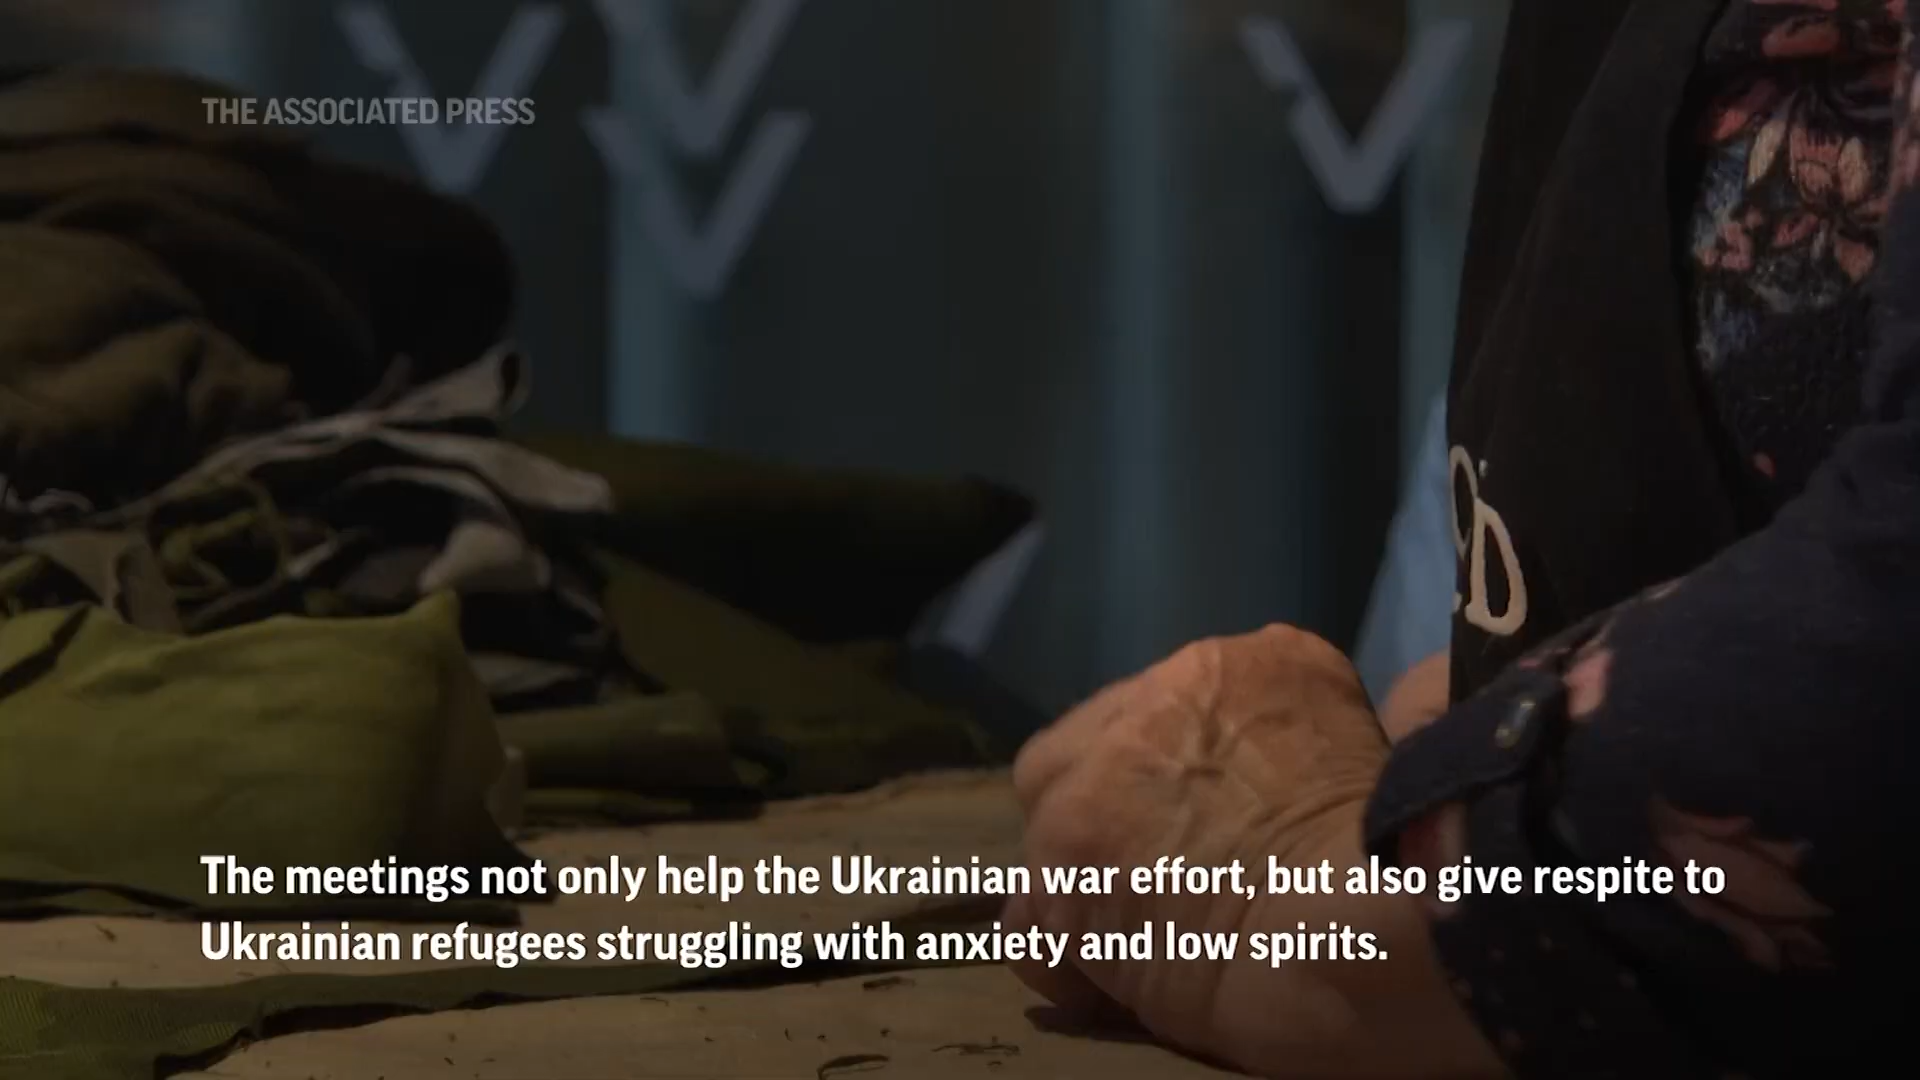 THE ASSOCIATED PRESS
The meetings not only help the Ukrainian war effort, but also give respite to
Ukrainian refugees struggling with anxiety and low spirits.